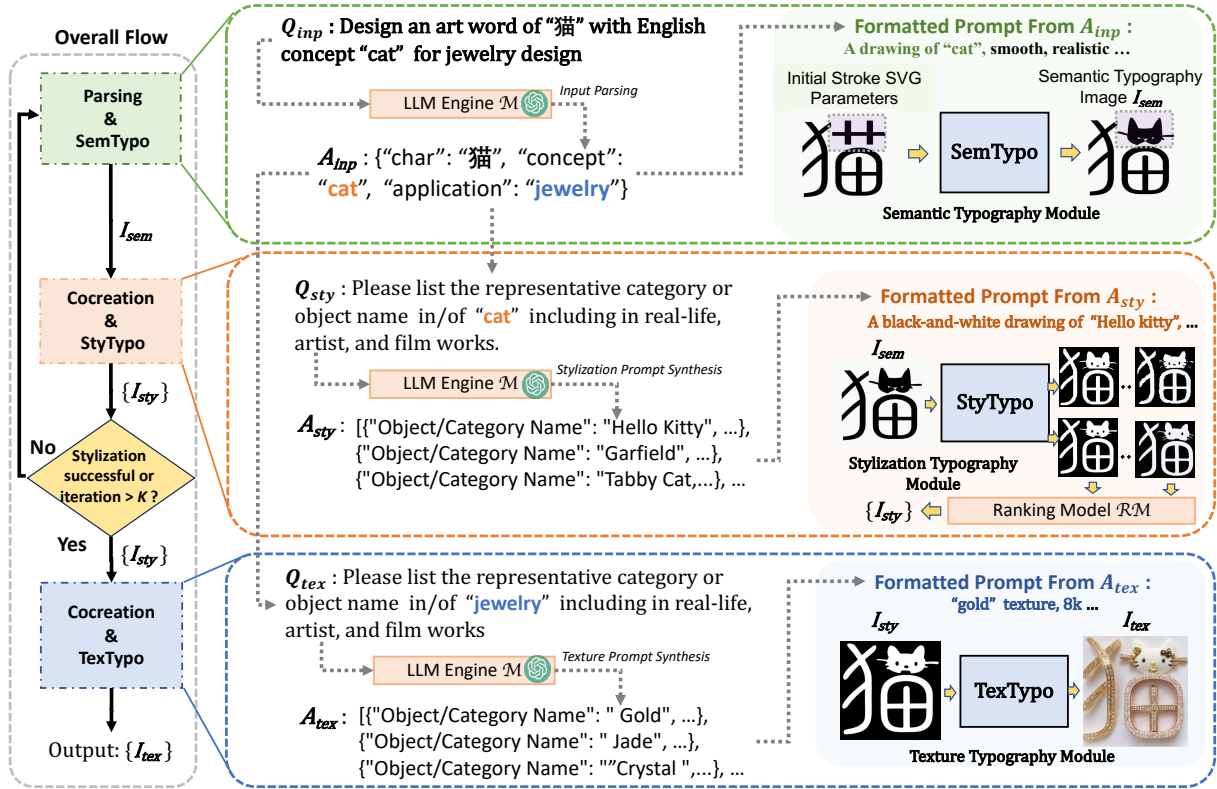 Overall Flow
Parsing
&
SemTypo
I_sem
Cocreation
&
StyTypo
{I_sty}
No
Stylization
successful or
iteration > K ?
Yes
{I_sty}
Cocreation
&
TexTypo
Output: {I_tex}
Q_inp : Design an art word of “猫” with English
concept “cat” for jewelry design
LLM Engine ℳ
Input Parsing
A_inp : {“char”: “猫”, “concept”:
“cat”, “application”: “jewelry”}
Formatted Prompt From A_inp :
A drawing of “cat”, smooth, realistic ...
Initial Stroke SVG
Parameters
Semantic Typography
Image I_sem
SemTypo
Semantic Typography Module
Q_sty : Please list the representative category or
object name in/of “cat” including in real-life,
artist, and film works.
LLM Engine ℳ
Stylization Prompt Synthesis
A_sty : [{"Object/Category Name": "Hello Kitty", ...},
{"Object/Category Name": "Garfield", ...},
{"Object/Category Name": "Tabby Cat,...}, ...
Formatted Prompt From A_sty :
A black-and-white drawing of “Hello kitty”, ...
I_sem
StyTypo
..
..
Stylization Typography
Module
{I_sty}
Ranking Model ℛℳ
Q_tex : Please list the representative category or
object name in/of “jewelry” including in real-life,
artist, and film works
LLM Engine ℳ
Texture Prompt Synthesis
A_tex : [{"Object/Category Name": " Gold", ...},
{"Object/Category Name": " Jade", ...},
{"Object/Category Name": "”Crystal ",...}, ...
Formatted Prompt From A_tex :
“gold” texture, 8k ...
I_sty
I_tex
TexTypo
Texture Typography Module